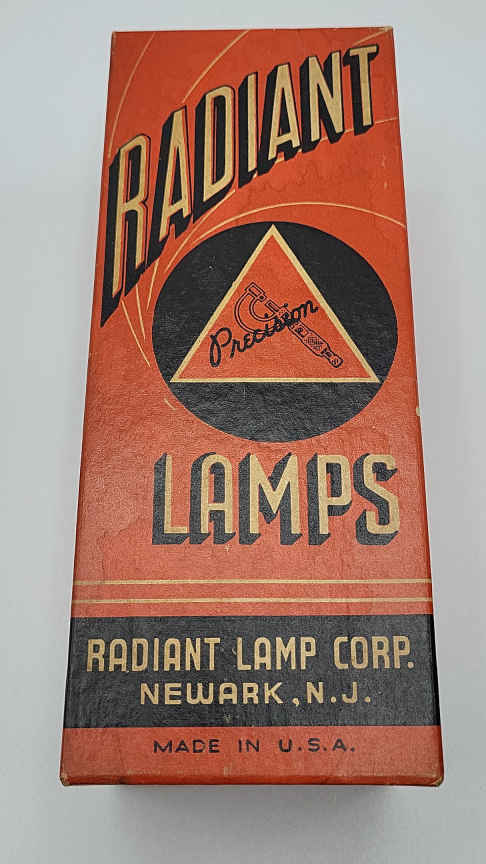 RADIANT
Precision
LAMPS
RADIANT LAMP CORP.
NEWARK, N.J.
MADE IN U.S.A.